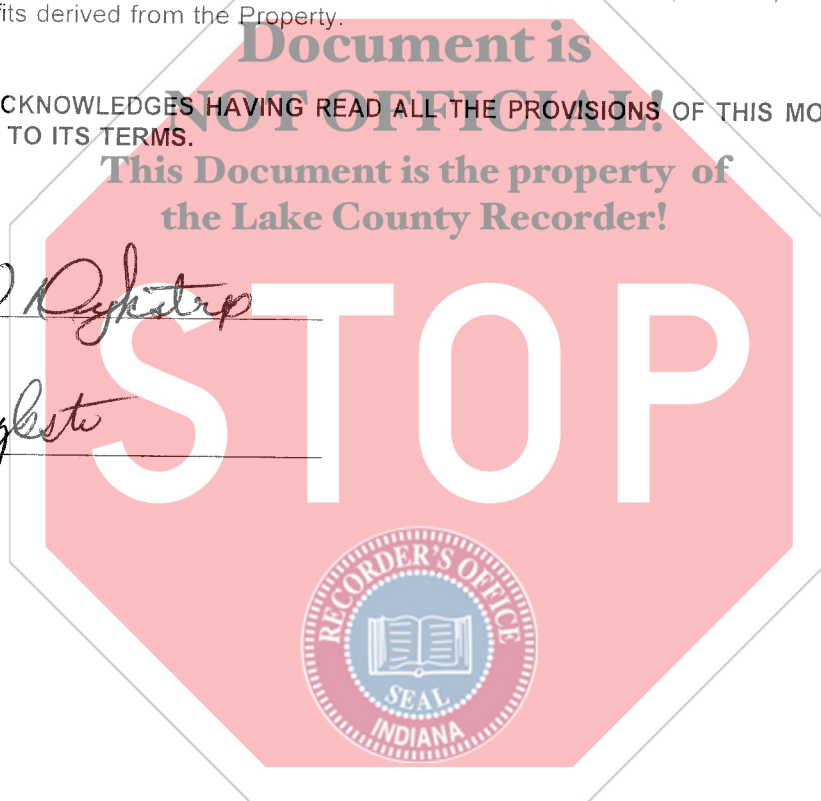 fits derived from the Property.
Document is
CKNOWLEDGES HAVING READ ALL THE PROVISIONS OF THIS MO
NOT OFFICIAL!
TO ITS TERMS.
This Document is the property of
the Lake County Recorder!
STOP
RECORDER'S OFFICE
SEAL
INDIANA